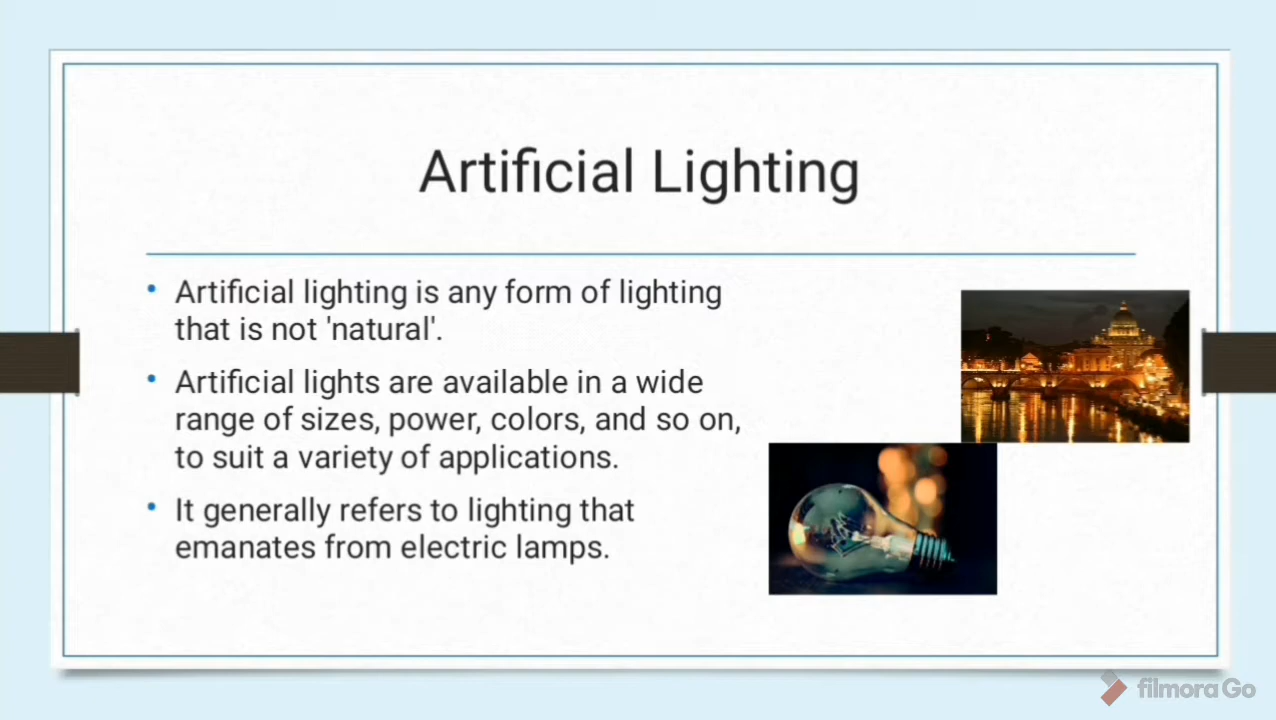 Artificial Lighting
• Artificial lighting is any form of lighting
that is not 'natural'.
• Artificial lights are available in a wide
range of sizes, power, colors, and so on,
to suit a variety of applications.
• It generally refers to lighting that
emanates from electric lamps.
filmoraGo